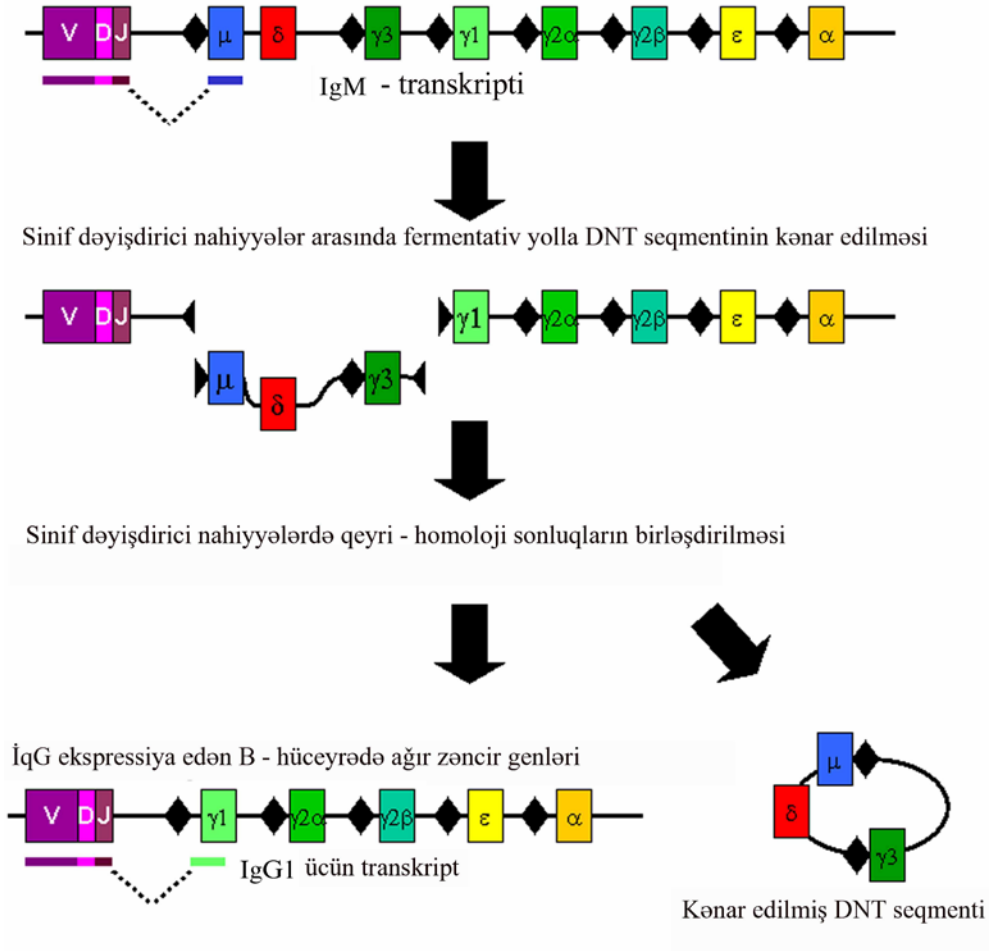 V D J μ δ γ3 γ1 γ2α γ2β ε α
IgM - transkripti
Sinif dəyişdirici nahiyyələr arasında fermentativ yolla DNT seqmentinin kənar edilməsi
V D J γ1 γ2α γ2β ε α
μ δ γ3
Sinif dəyişdirici nahiyyələrdə qeyri - homoloji sonluqların birləşdirilməsi
İqG ekspressiya edən B - hüceyrədə ağır zəncir genləri
V D J γ1 γ2α γ2β ε α
IgG1 ücün transkript
μ
δ
γ3
Kənar edilmiş DNT seqmenti